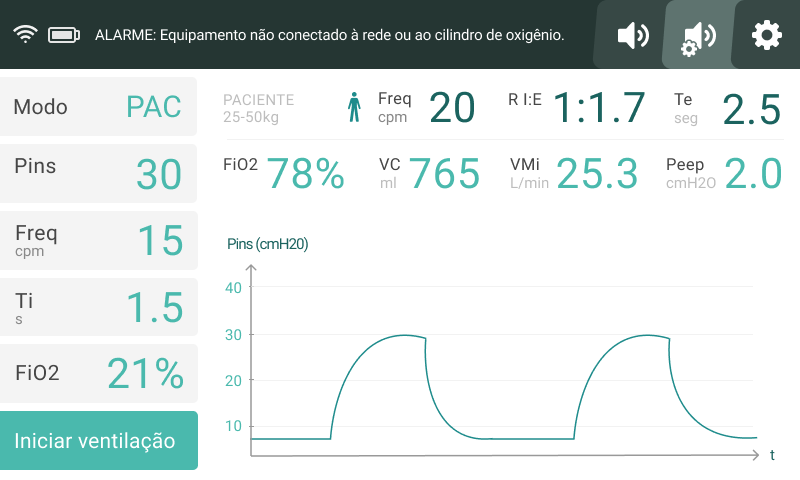 ALARME: Equipamento não conectado à rede ou ao cilindro de oxigênio.
Modo PAC
Pins 30
Freq
cpm
15
Ti
s
1.5
FiO2 21%
Iniciar ventilação
PACIENTE
25-50kg
Freq
cpm
20
R I:E 1:1.7
Te
seg
2.5
FiO2 78%
VC
ml
765
VMi
L/min
25.3
Peep
cmH2O
2.0
Pins (cmH20)
40
30
20
10
t